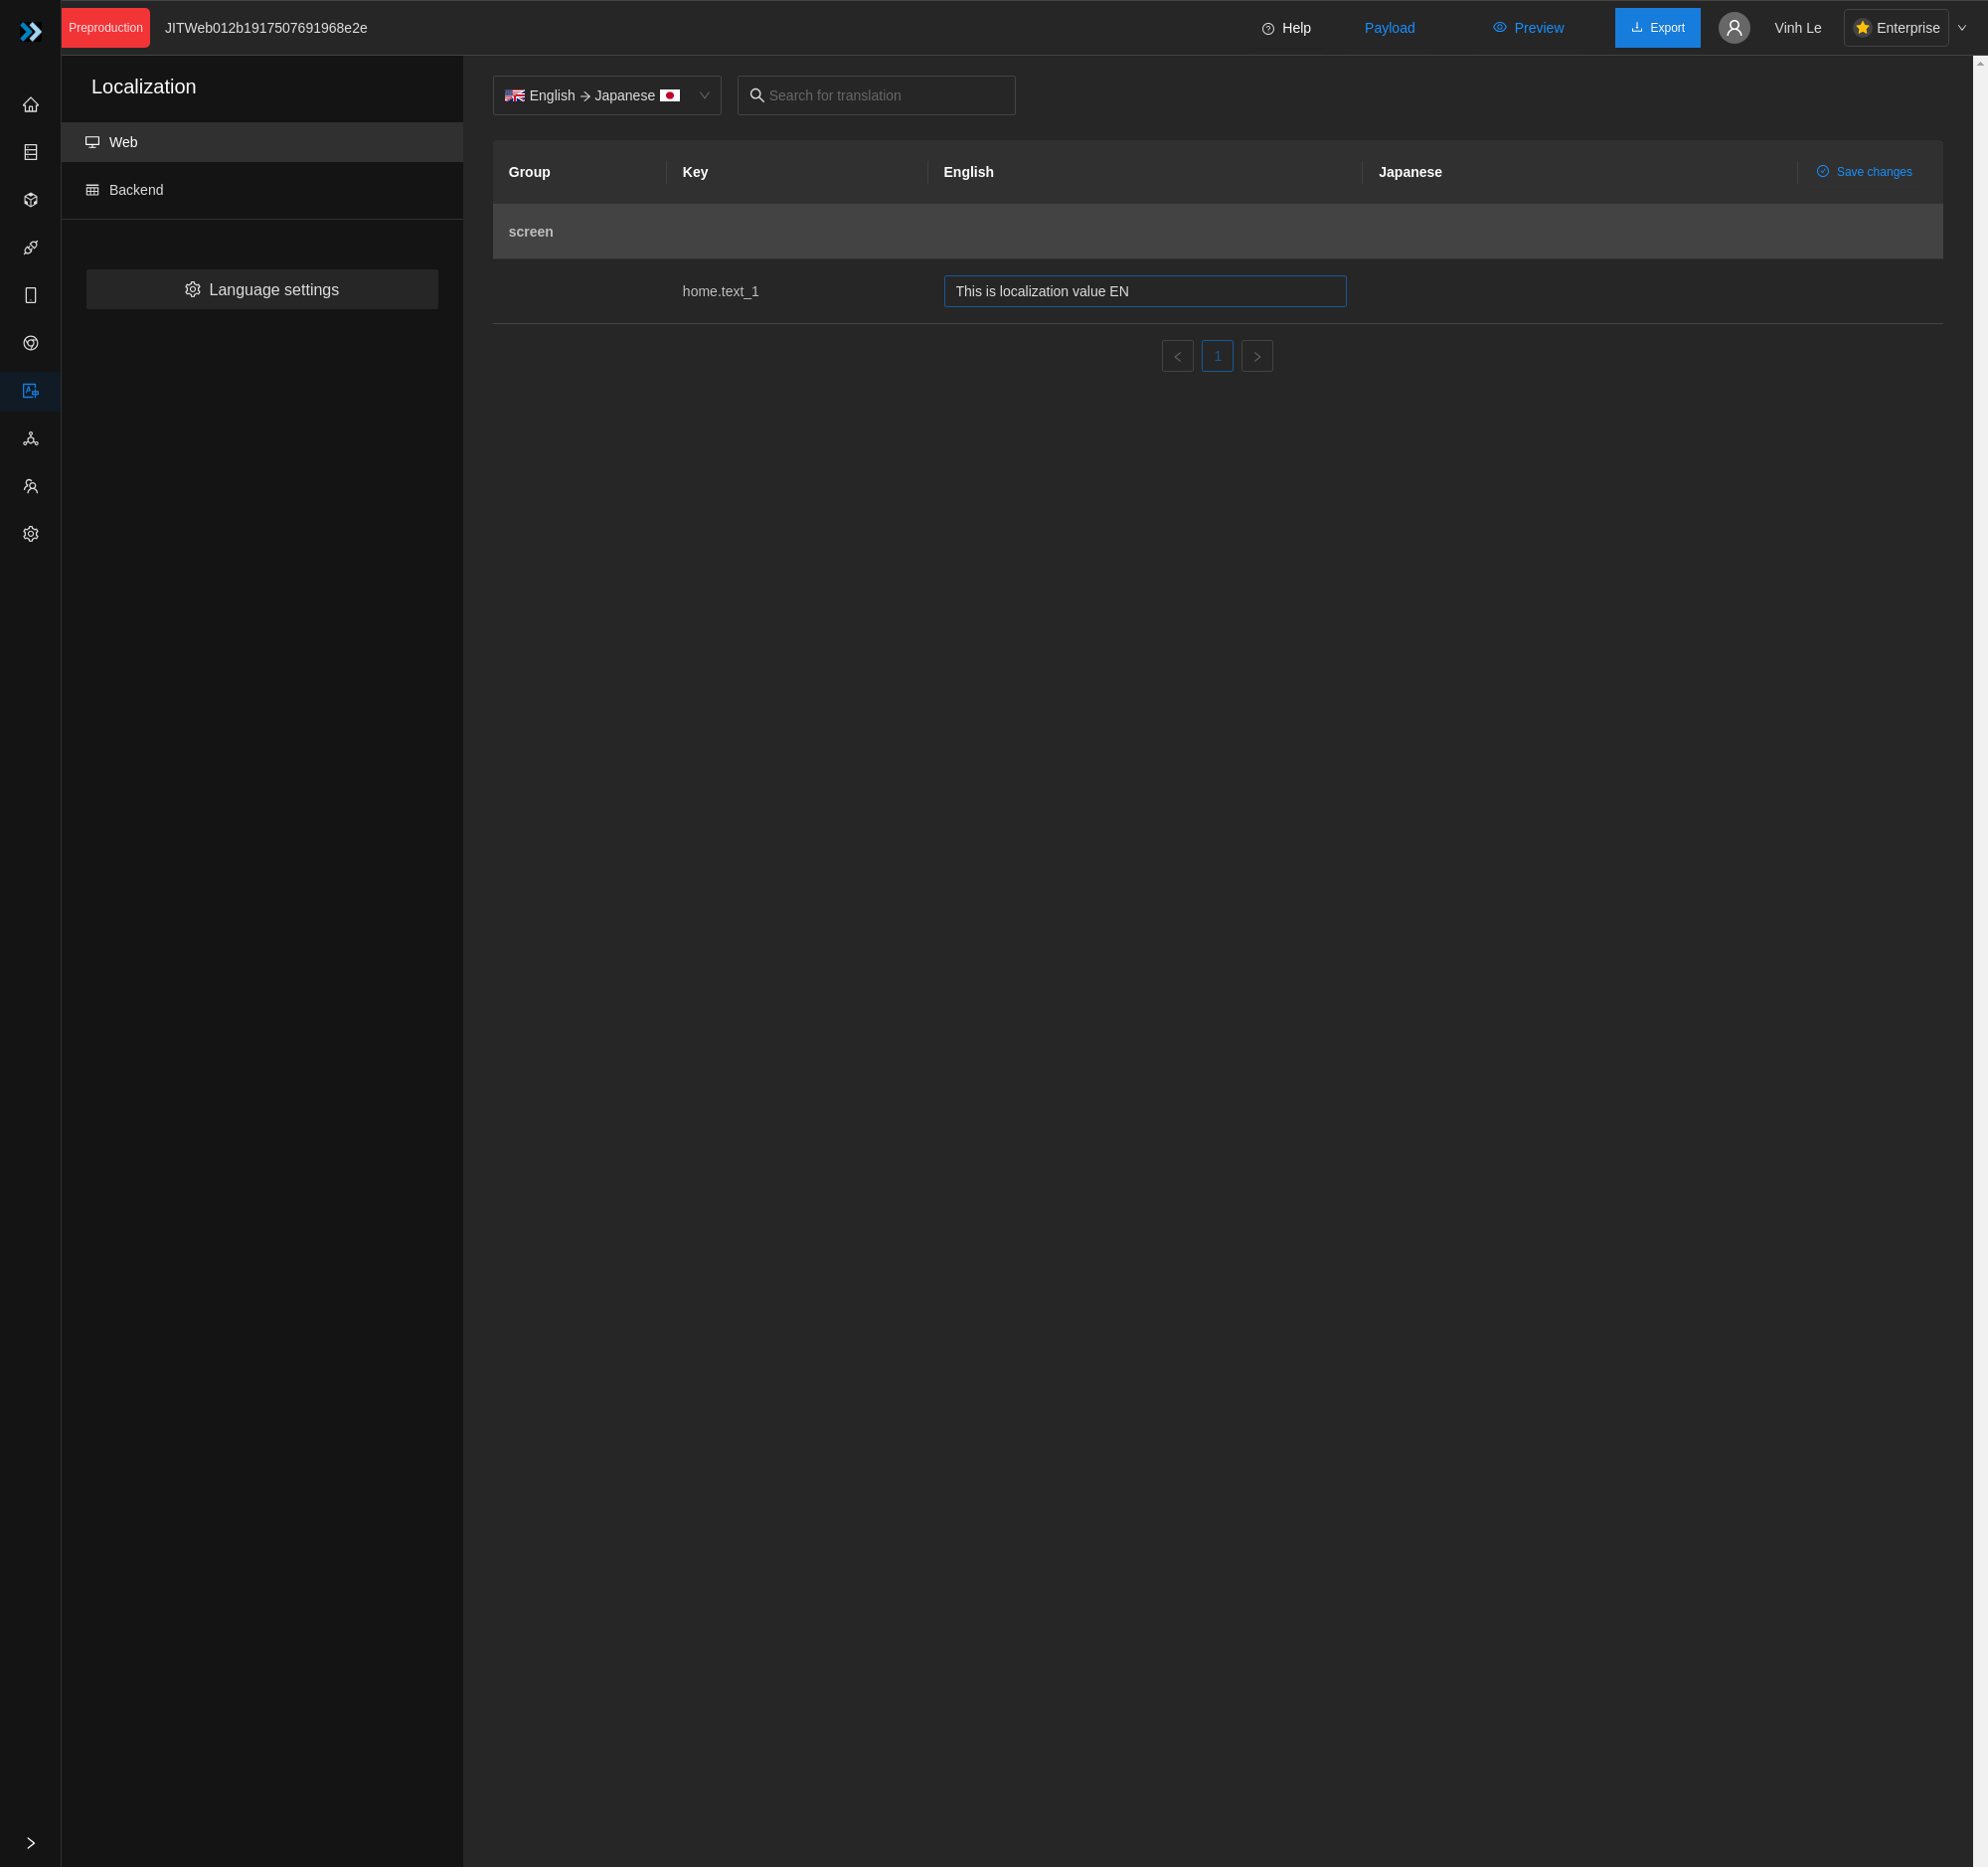 Preproduction
JITWeb012b1917507691968e2e
Help
Payload
Preview
Export
Vinh Le
Enterprise
Localization
Web
Backend
Language settings
English → Japanese
Search for translation
Group
Key
English
Japanese
Save changes
screen
home.text_1
This is localization value EN
1